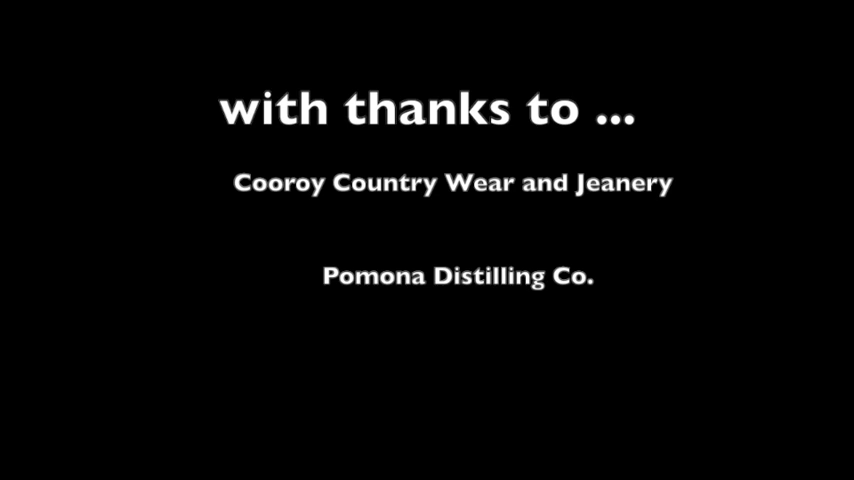 with thanks to ...
Cooroy Country Wear and Jeanery
Pomona Distilling Co.